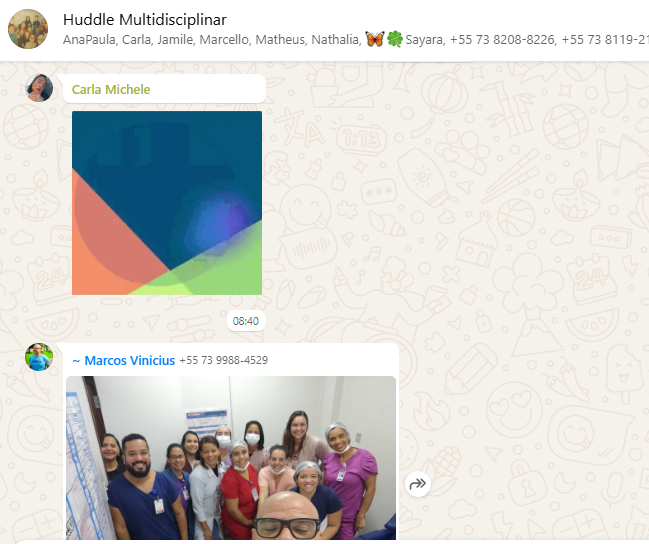 Huddle Multidisciplinar
AnaPaula, Carla, Jamile, Marcello, Matheus, Nathalia, 🦋🍀Sayara, +55 73 8208-8226, +55 73 8119-21
Carla Michele
08:40
~ Marcos Vinicius +55 73 9988-4529